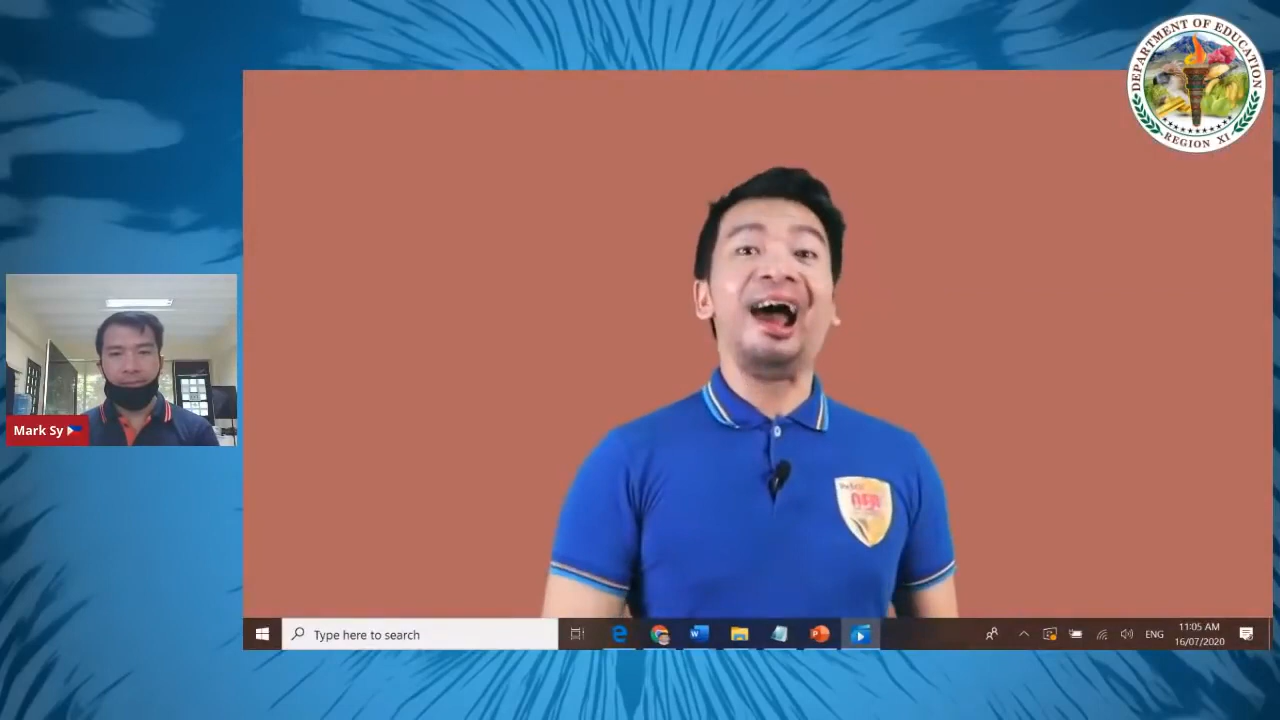 DEPARTMENT OF EDUCATION
REGION XI
Mark Sy
Type here to search
ENG
11:05 AM
16/07/2020